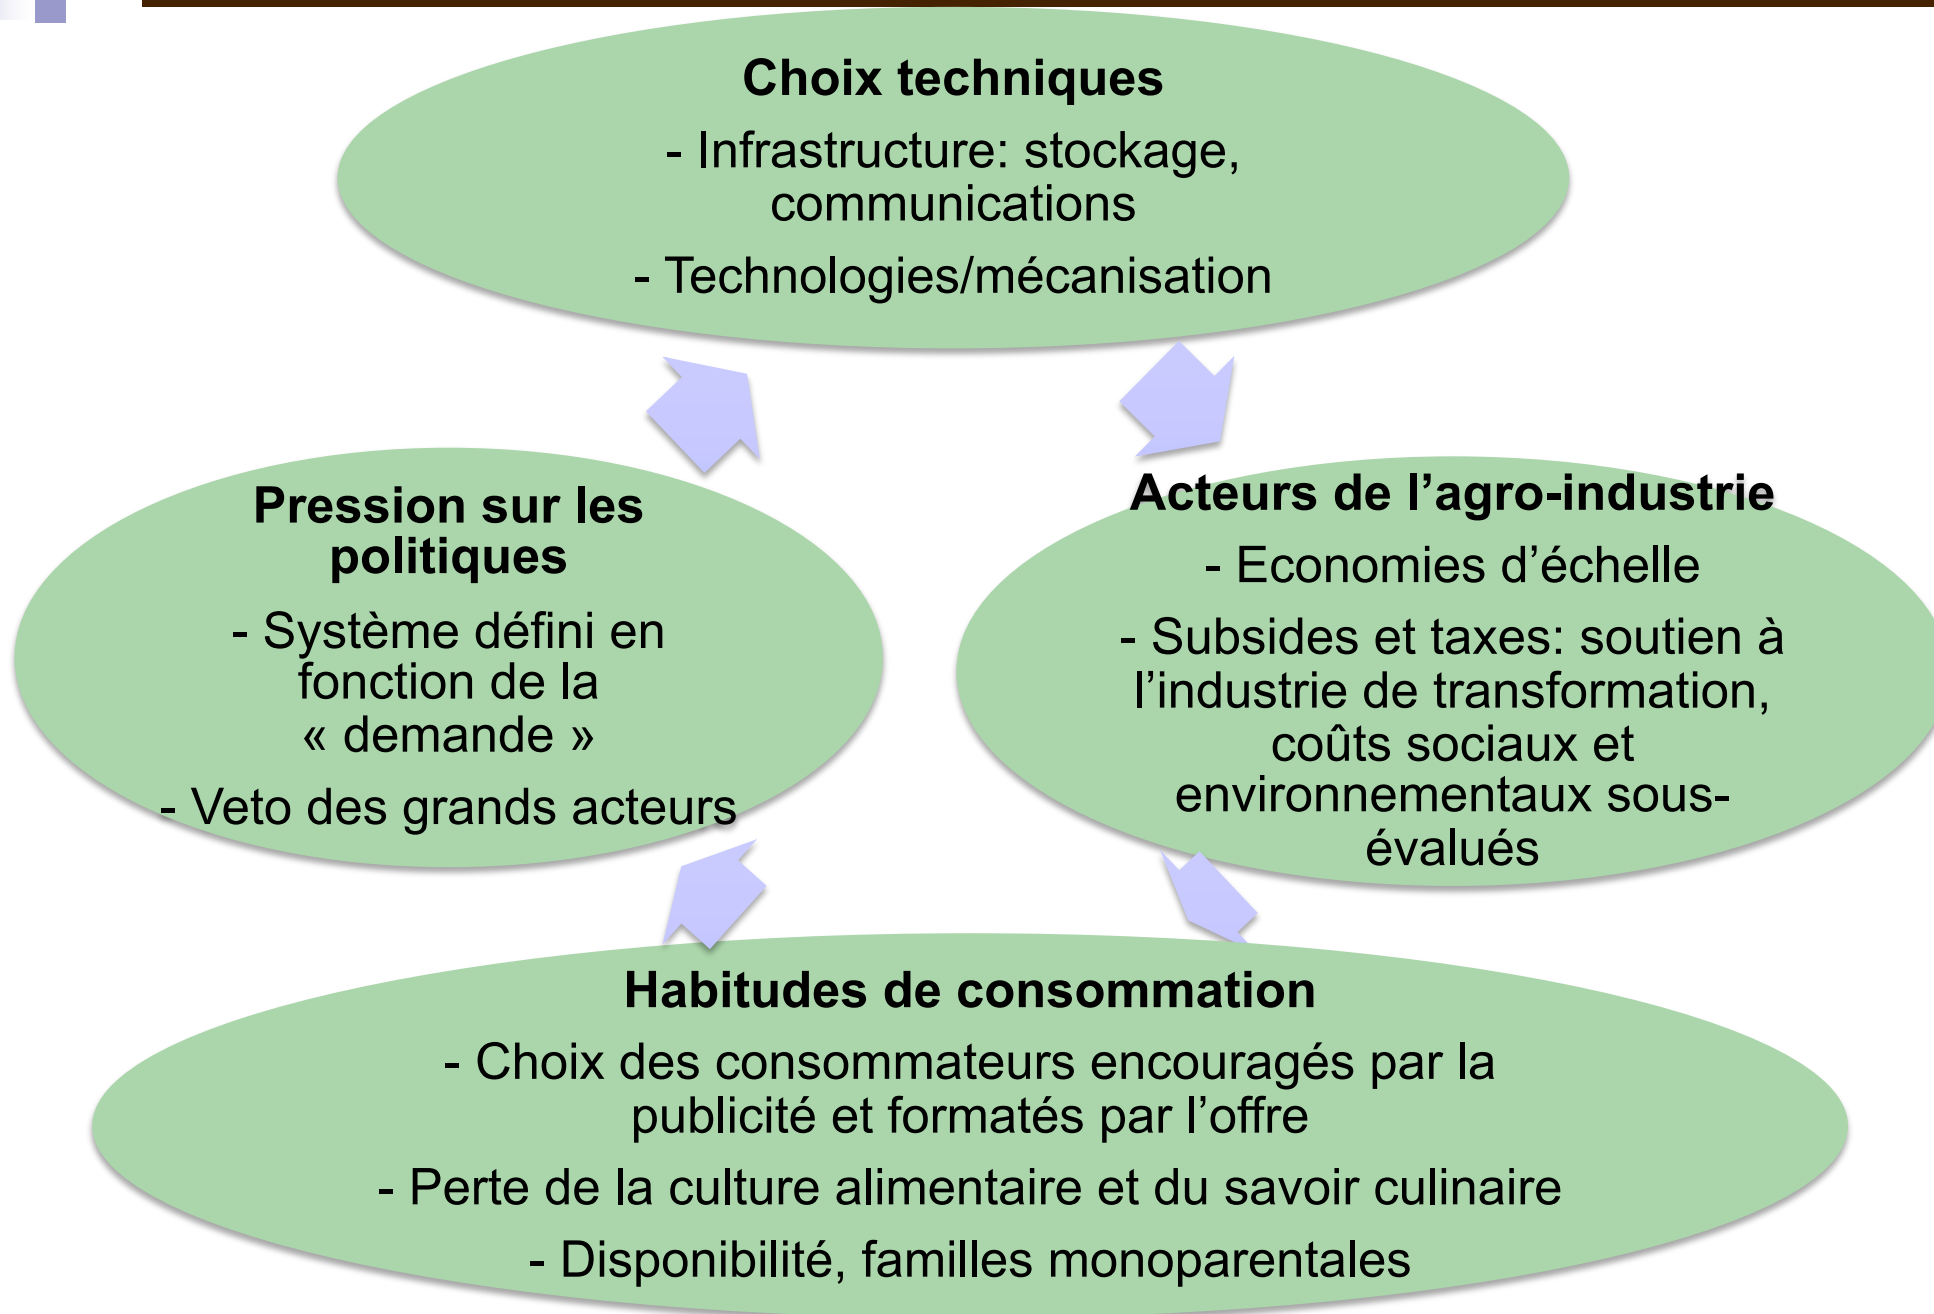 Choix techniques
- Infrastructure: stockage,
communications
- Technologies/mécanisation
Pression sur les
politiques
- Système défini en
fonction de la
« demande »
- Veto des grands acteurs
Acteurs de l’agro-industrie
- Economies d’échelle
- Subsides et taxes: soutien à
l’industrie de transformation,
coûts sociaux et
environnementaux sous-
évalués
Habitudes de consommation
- Choix des consommateurs encouragés par la
publicité et formatés par l’offre
- Perte de la culture alimentaire et du savoir culinaire
- Disponibilité, familles monoparentales